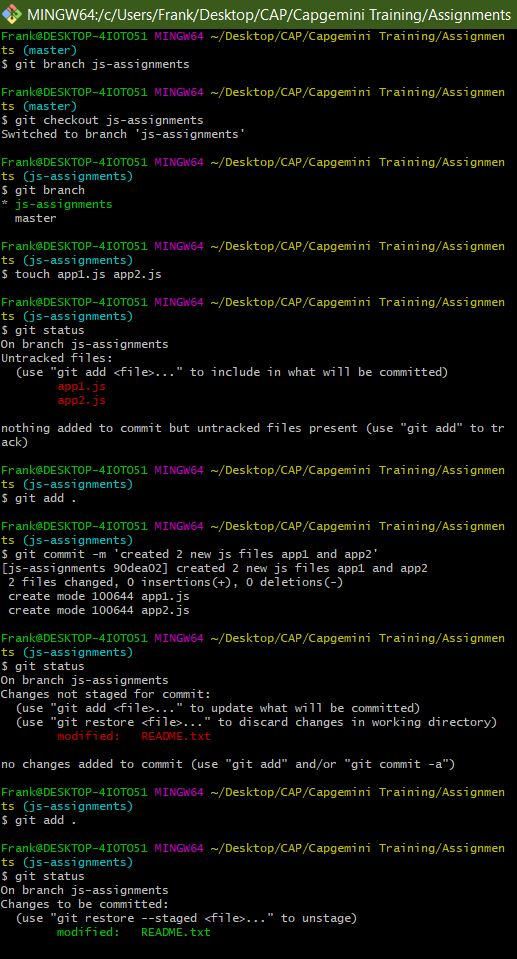 MINGW64:/c/Users/Frank/Desktop/CAP/Capgemini Training/Assignments
Frank@DESKTOP-4IOTO51 MINGW64 ~/Desktop/CAP/Capgemini Training/Assignmen
ts (master)
$ git branch js-assignments
Frank@DESKTOP-4IOTO51 MINGW64 ~/Desktop/CAP/Capgemini Training/Assignmen
ts (master)
$ git checkout js-assignments
Switched to branch 'js-assignments'
Frank@DESKTOP-4IOTO51 MINGW64 ~/Desktop/CAP/Capgemini Training/Assignmen
ts (js-assignments)
$ git branch
* js-assignments
master
Frank@DESKTOP-4IOTO51 MINGW64 ~/Desktop/CAP/Capgemini Training/Assignmen
ts (js-assignments)
$ touch app1.js app2.js
Frank@DESKTOP-4IOTO51 MINGW64 ~/Desktop/CAP/Capgemini Training/Assignmen
ts (js-assignments)
$ git status
On branch js-assignments
Untracked files:
(use "git add <file>..." to include in what will be committed)
app1.js
app2.js
nothing added to commit but untracked files present (use "git add" to tr
ack)
Frank@DESKTOP-4IOTO51 MINGW64 ~/Desktop/CAP/Capgemini Training/Assignmen
ts (js-assignments)
$ git add .
Frank@DESKTOP-4IOTO51 MINGW64 ~/Desktop/CAP/Capgemini Training/Assignmen
ts (js-assignments)
$ git commit -m 'created 2 new js files app1 and app2'
[js-assignments 90dea02] created 2 new js files app1 and app2
2 files changed, 0 insertions(+), 0 deletions(-)
create mode 100644 app1.js
create mode 100644 app2.js
Frank@DESKTOP-4IOTO51 MINGW64 ~/Desktop/CAP/Capgemini Training/Assignmen
ts (js-assignments)
$ git status
On branch js-assignments
Changes not staged for commit:
(use "git add <file>..." to update what will be committed)
(use "git restore <file>..." to discard changes in working directory)
modified: README.txt
no changes added to commit (use "git add" and/or "git commit -a")
Frank@DESKTOP-4IOTO51 MINGW64 ~/Desktop/CAP/Capgemini Training/Assignmen
ts (js-assignments)
$ git add .
Frank@DESKTOP-4IOTO51 MINGW64 ~/Desktop/CAP/Capgemini Training/Assignmen
ts (js-assignments)
$ git status
On branch js-assignments
Changes to be committed:
(use "git restore --staged <file>..." to unstage)
modified: README.txt